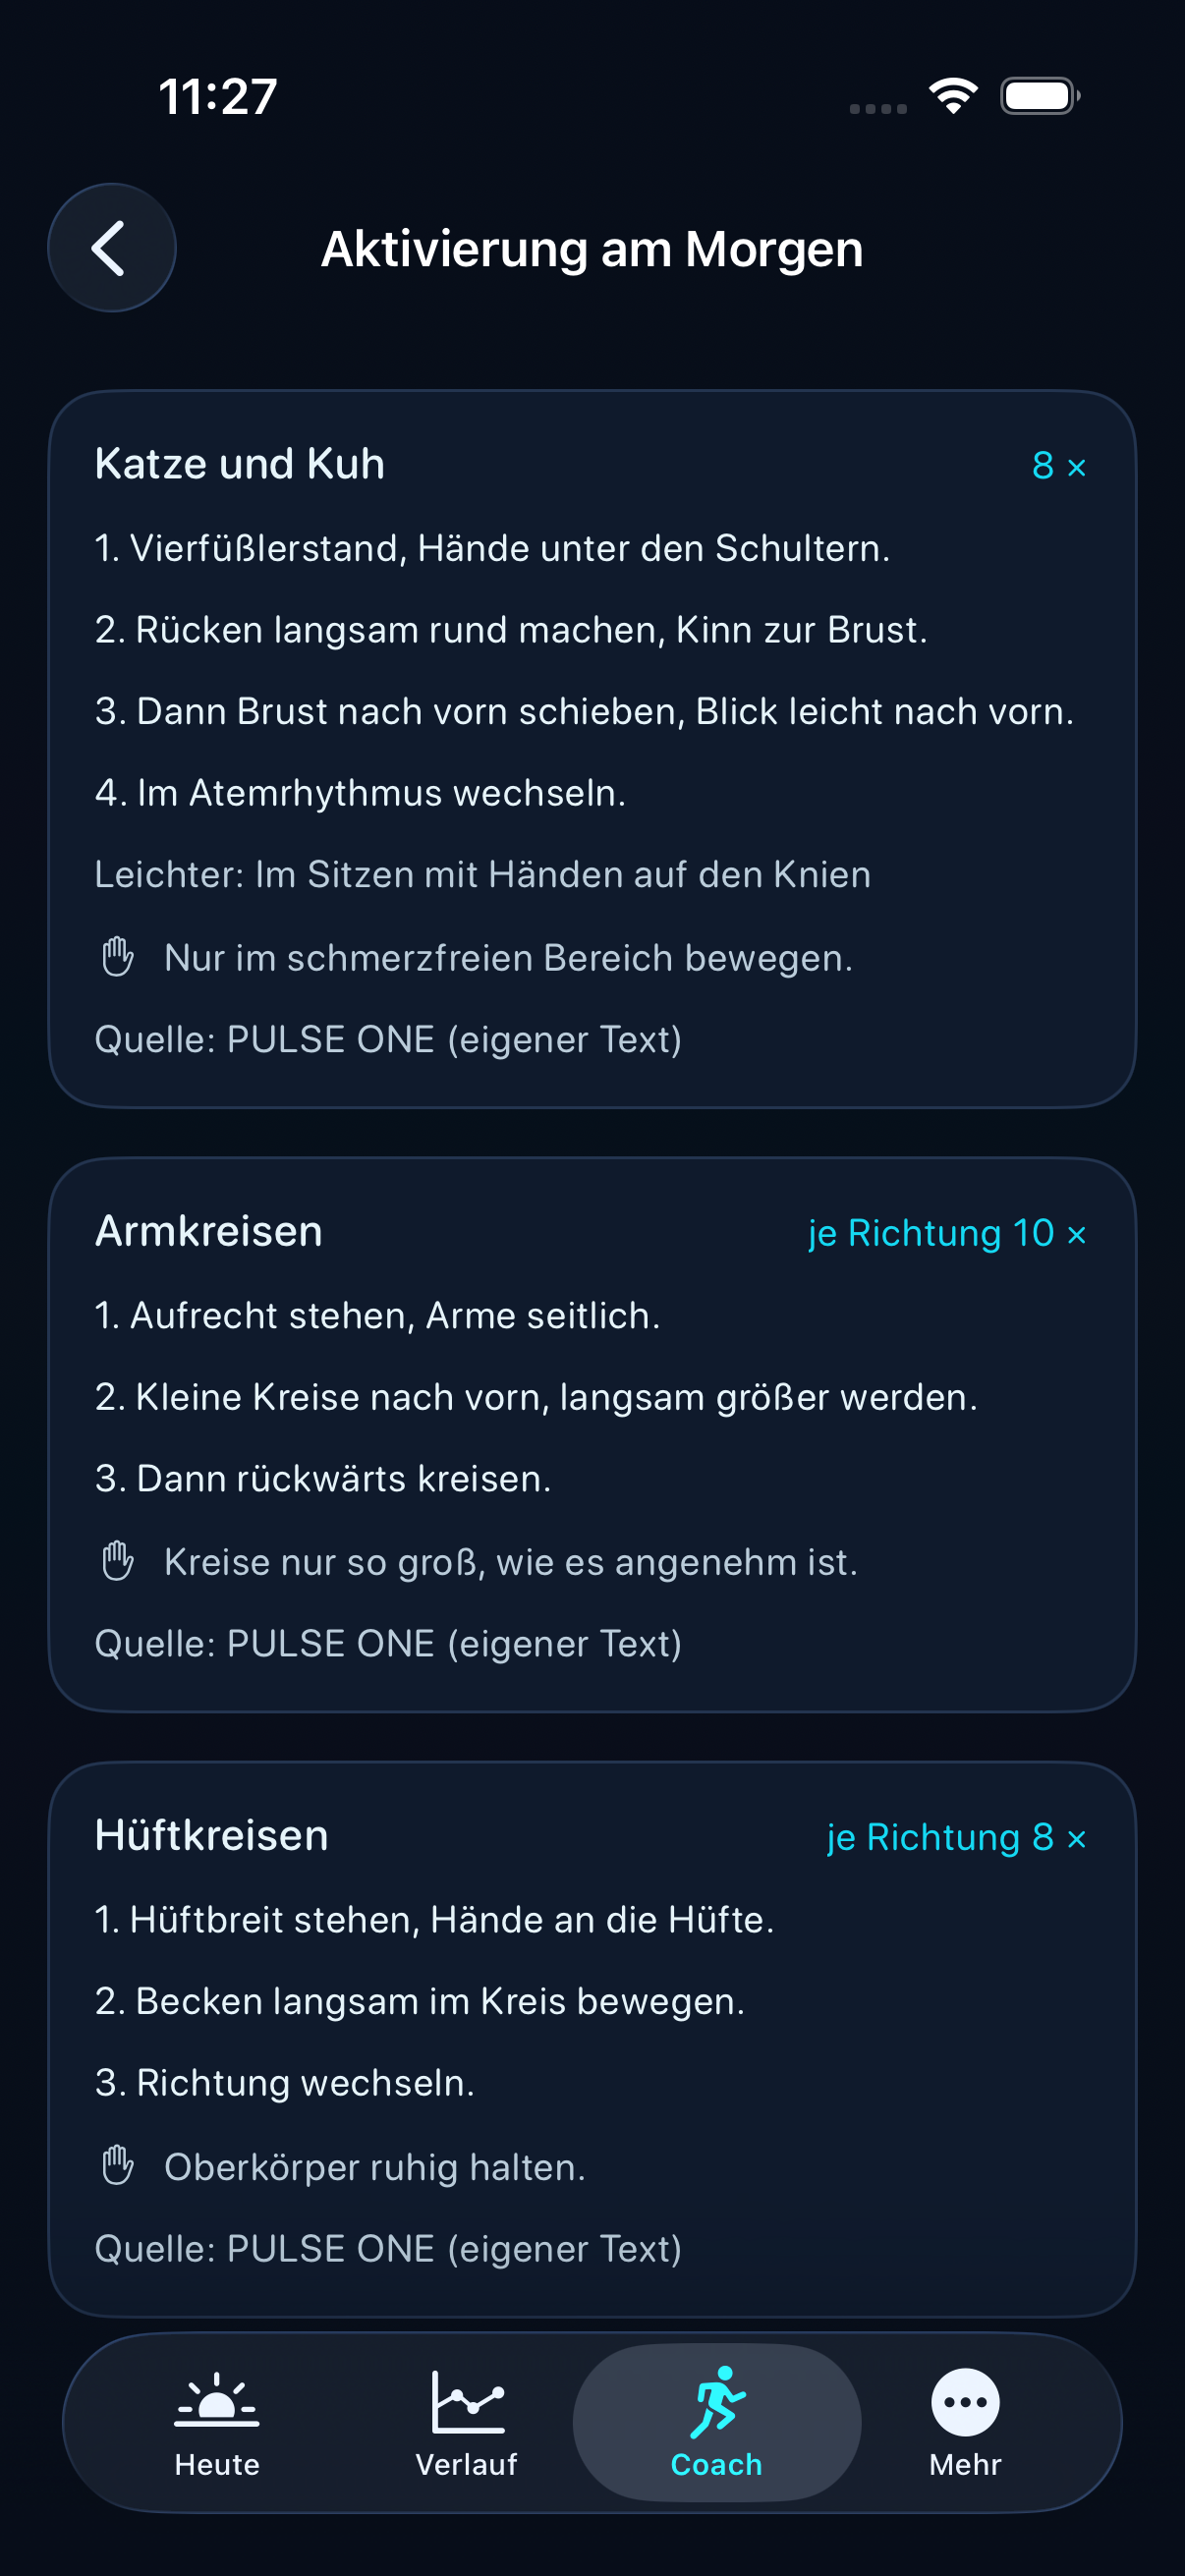 11:27
Aktivierung am Morgen
Katze und Kuh
8 ×
1. Vierfüßlerstand, Hände unter den Schultern.
2. Rücken langsam rund machen, Kinn zur Brust.
3. Dann Brust nach vorn schieben, Blick leicht nach vorn.
4. Im Atemrhythmus wechseln.
Leichter: Im Sitzen mit Händen auf den Knien
Nur im schmerzfreien Bereich bewegen.
Quelle: PULSE ONE (eigener Text)
Armkreisen
je Richtung 10 ×
1. Aufrecht stehen, Arme seitlich.
2. Kleine Kreise nach vorn, langsam größer werden.
3. Dann rückwärts kreisen.
Kreise nur so groß, wie es angenehm ist.
Quelle: PULSE ONE (eigener Text)
Hüftkreisen
je Richtung 8 ×
1. Hüftbreit stehen, Hände an die Hüfte.
2. Becken langsam im Kreis bewegen.
3. Richtung wechseln.
Oberkörper ruhig halten.
Quelle: PULSE ONE (eigener Text)
Heute
Verlauf
Coach
Mehr